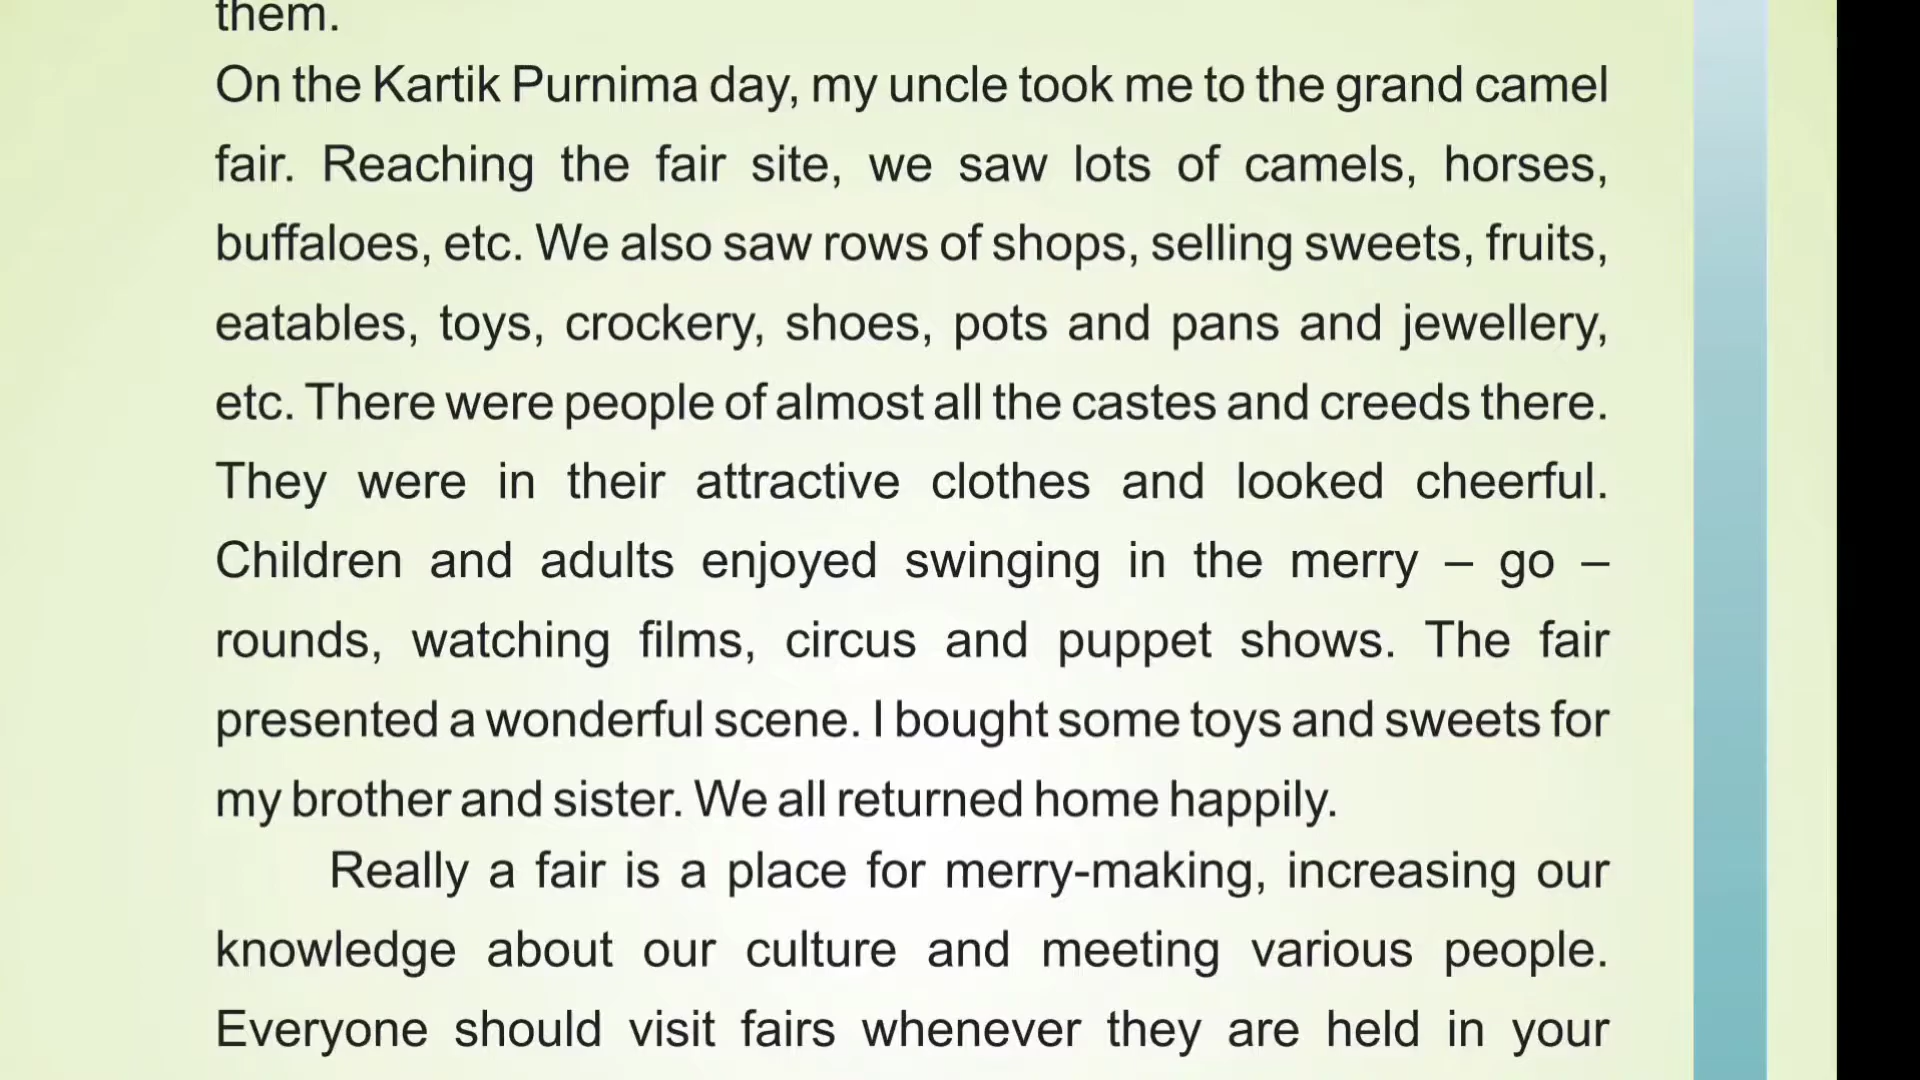 them.
On the Kartik Purnima day, my uncle took me to the grand camel
fair. Reaching the fair site, we saw lots of camels, horses,
buffaloes, etc. We also saw rows of shops, selling sweets, fruits,
eatables, toys, crockery, shoes, pots and pans and jewellery,
etc. There were people of almost all the castes and creeds there.
They were in their attractive clothes and looked cheerful.
Children and adults enjoyed swinging in the merry – go –
rounds, watching films, circus and puppet shows. The fair
presented a wonderful scene. I bought some toys and sweets for
my brother and sister. We all returned home happily.
Really a fair is a place for merry-making, increasing our
knowledge about our culture and meeting various people.
Everyone should visit fairs whenever they are held in your